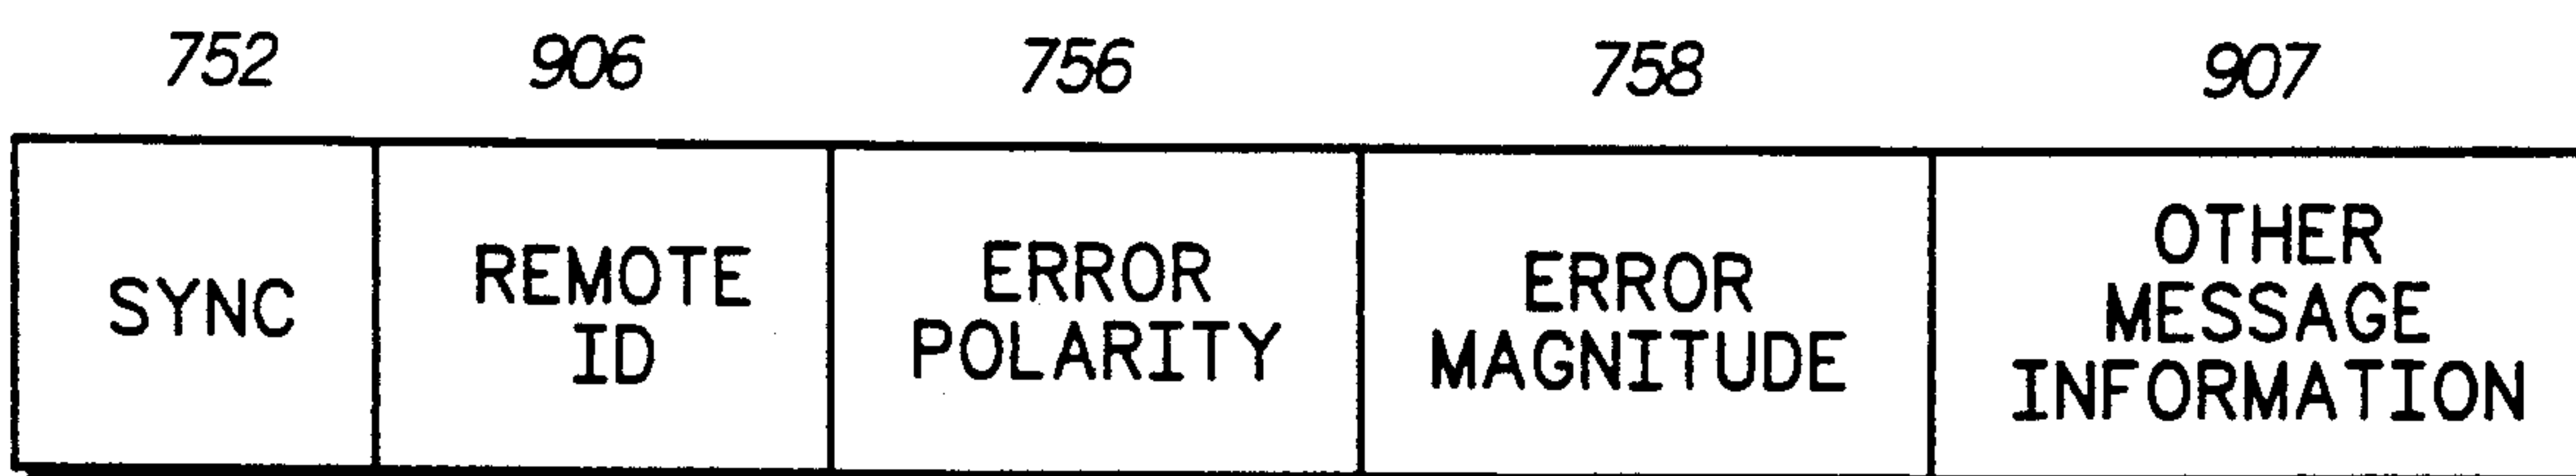 752 906 756 758 907
SYNC
REMOTE
ID
ERROR
POLARITY
ERROR
MAGNITUDE
OTHER
MESSAGE
INFORMATION